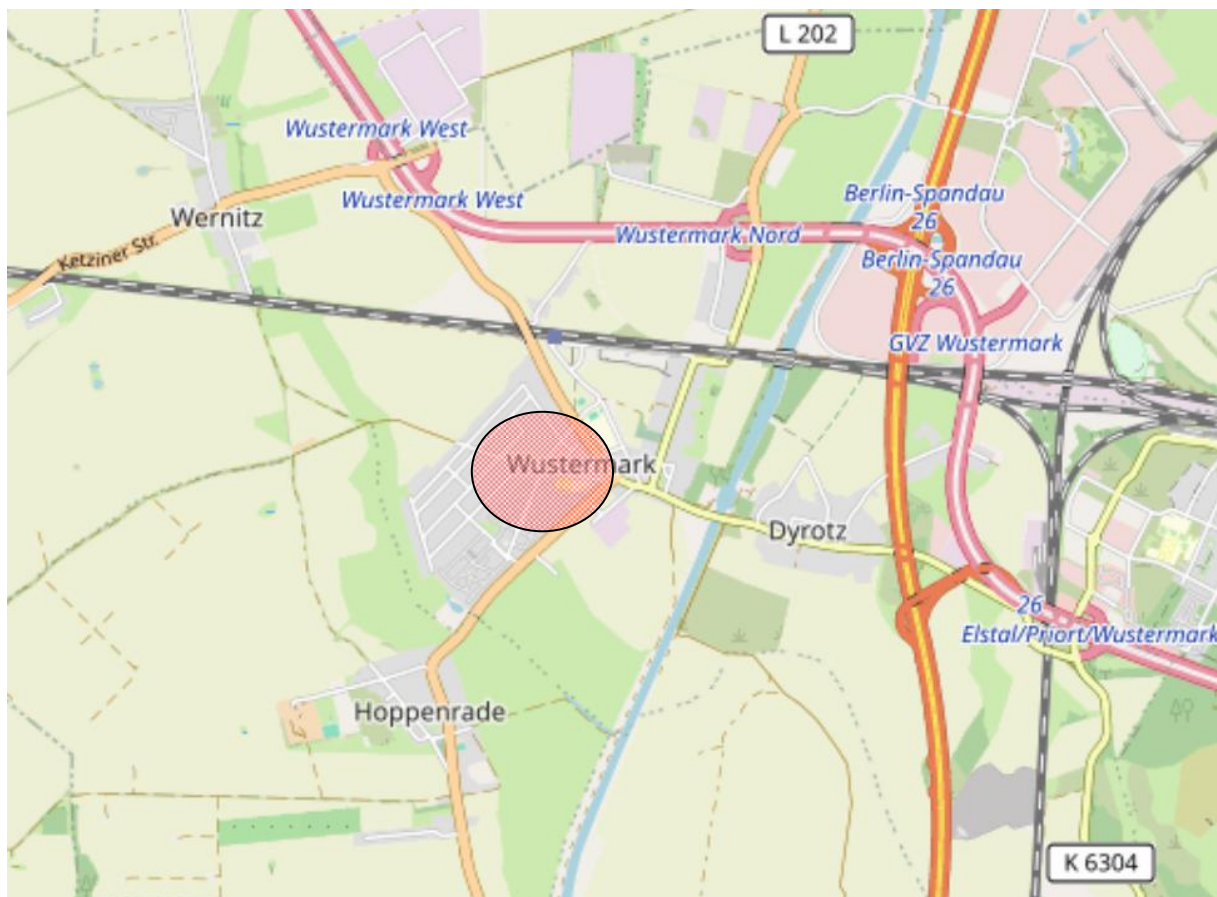 L 202
Wustermark West
Wustermark West
Wernitz
Ketziner Str.
Wustermark Nord
Berlin-Spandau
26
Berlin-Spandau
26
GVZ Wustermark
Wustermark
Dyrotz
26
Elstal/Priort/Wustermark
Hoppenrade
K 6304